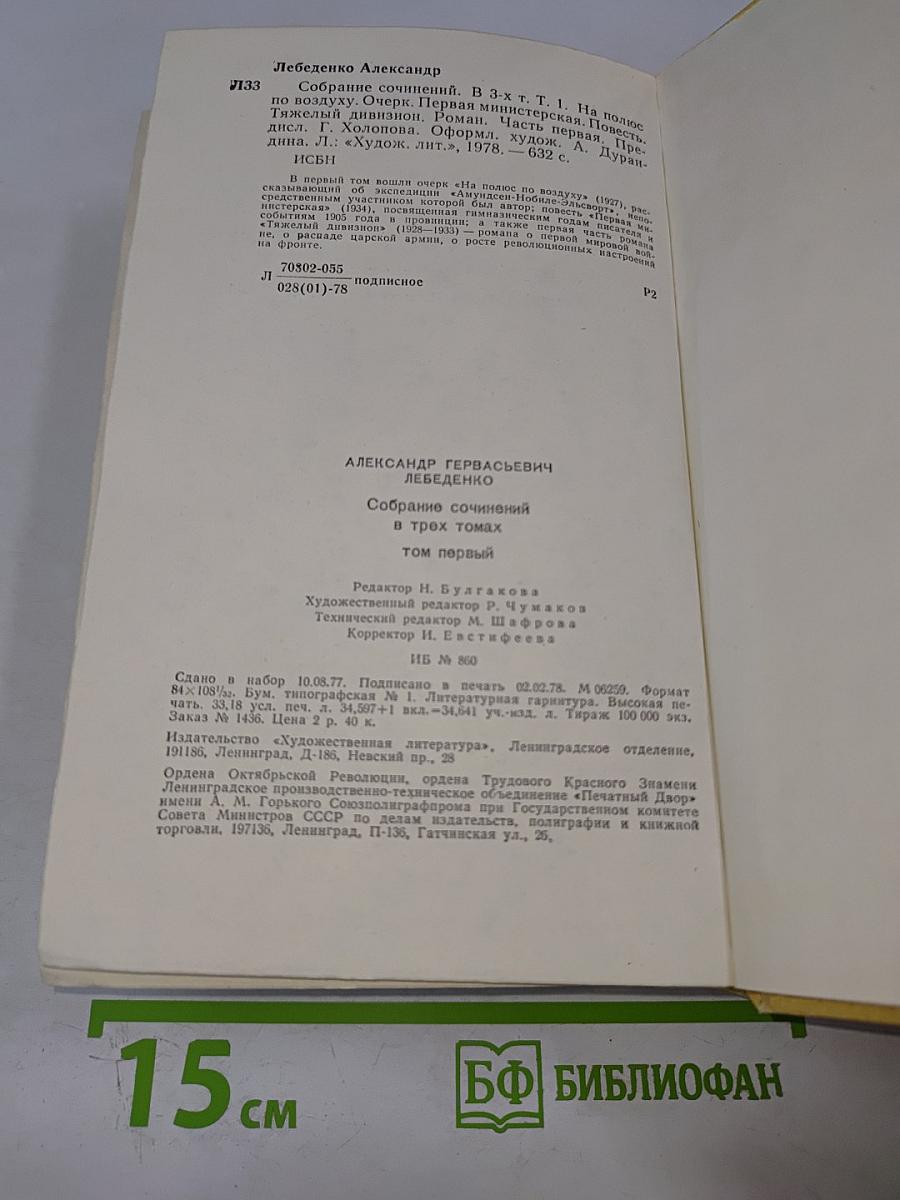 Лебеденко Александр
Л33 Собрание сочинений. В 3-х т. Т. 1. На полюс
по воздуху. Очерк. Первая министерская. Повесть.
Тяжелый дивизион. Роман. Часть первая. Пре-
дисл. Г. Холопова. Оформл. худож. А. Дуран-
дина. Л.: «Худож. лит.», 1978. — 632 с.
ИСБН
В первый том вошли очерк «На полюс по воздуху» (1927), рас-
сказывающий об экспедиции «Амундсен-Нобиле-Эльсворт», непо-
средственным участником которой был автор; повесть «Первая ми-
нистерская» (1934), посвященная гимназическим годам писателя и
событиям 1905 года в провинции; а также первая часть романа
«Тяжелый дивизион» (1928—1933) — романа о первой мировой вой-
не, о распаде царской армии, о росте революционных настроений
на фронте.
Л 70302-055 / 028(01)-78 подписное Р2
АЛЕКСАНДР ГЕРВАСЬЕВИЧ
ЛЕБЕДЕНКО
Собрание сочинений
в трех томах
том первый
Редактор Н. Булгакова
Художественный редактор Р. Чумаков
Технический редактор М. Шафрова
Корректор И. Евстифеева
ИБ № 860
Сдано в набор 10.08.77. Подписано в печать 02.02.78. М 06259. Формат
84×108¹/₃₂. Бум. типографская № 1. Литературная гарнитура. Высокая пе-
чать. 33,18 усл. печ. л. 34,597+1 вкл.=34,641 уч.-изд. л. Тираж 100 000 экз.
Заказ № 1436. Цена 2 р. 40 к.
Издательство «Художественная литература», Ленинградское отделение,
191186, Ленинград, Д-186, Невский пр., 28
Ордена Октябрьской Революции, ордена Трудового Красного Знамени
Ленинградское производственно-техническое объединение «Печатный Двор»
имени А. М. Горького Союзполиграфпрома при Государственном комитете
Совета Министров СССР по делам издательств, полиграфии и книжной
торговли, 197136, Ленинград, П-136, Гатчинская ул., 26.
15 см БФ БИБЛИОФАН